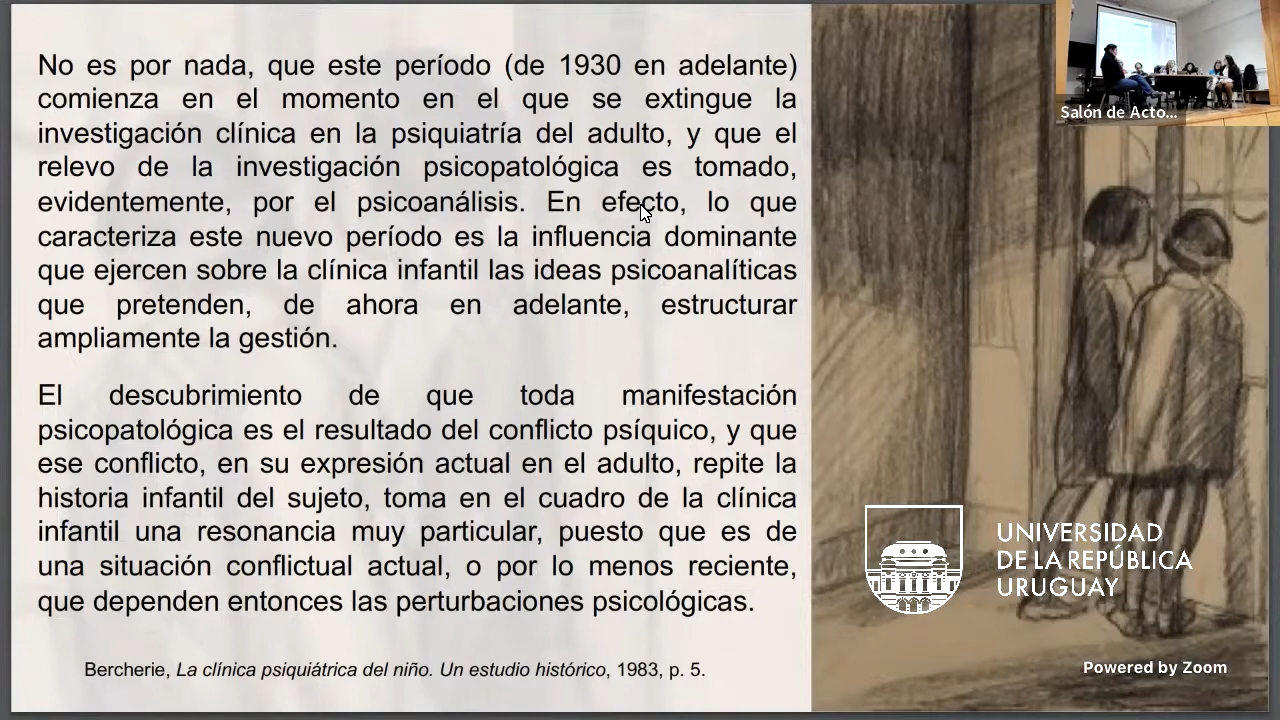 No es por nada, que este período (de 1930 en adelante)
comienza en el momento en el que se extingue la
investigación clínica en la psiquiatría del adulto, y que el
relevo de la investigación psicopatológica es tomado,
evidentemente, por el psicoanálisis. En efecto, lo que
caracteriza este nuevo período es la influencia dominante
que ejercen sobre la clínica infantil las ideas psicoanalíticas
que pretenden, de ahora en adelante, estructurar
ampliamente la gestión.
El descubrimiento de que toda manifestación
psicopatológica es el resultado del conflicto psíquico, y que
ese conflicto, en su expresión actual en el adulto, repite la
historia infantil del sujeto, toma en el cuadro de la clínica
infantil una resonancia muy particular, puesto que es de
una situación conflictual actual, o por lo menos reciente,
que dependen entonces las perturbaciones psicológicas.
Bercherie, La clínica psiquiátrica del niño. Un estudio histórico, 1983, p. 5.
Salón de Acto...
UNIVERSIDAD
DE LA REPÚBLICA
URUGUAY
Powered by Zoom